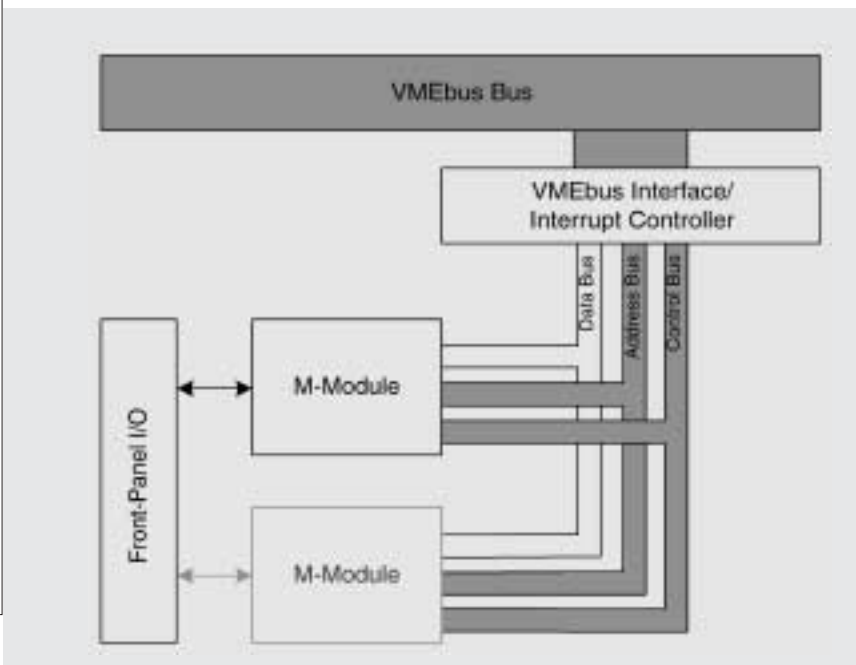 VMEbus Bus
VMEbus Interface/
Interrupt Controller
Data Bus
Address Bus
Control Bus
Front-Panel I/O
M-Module
M-Module